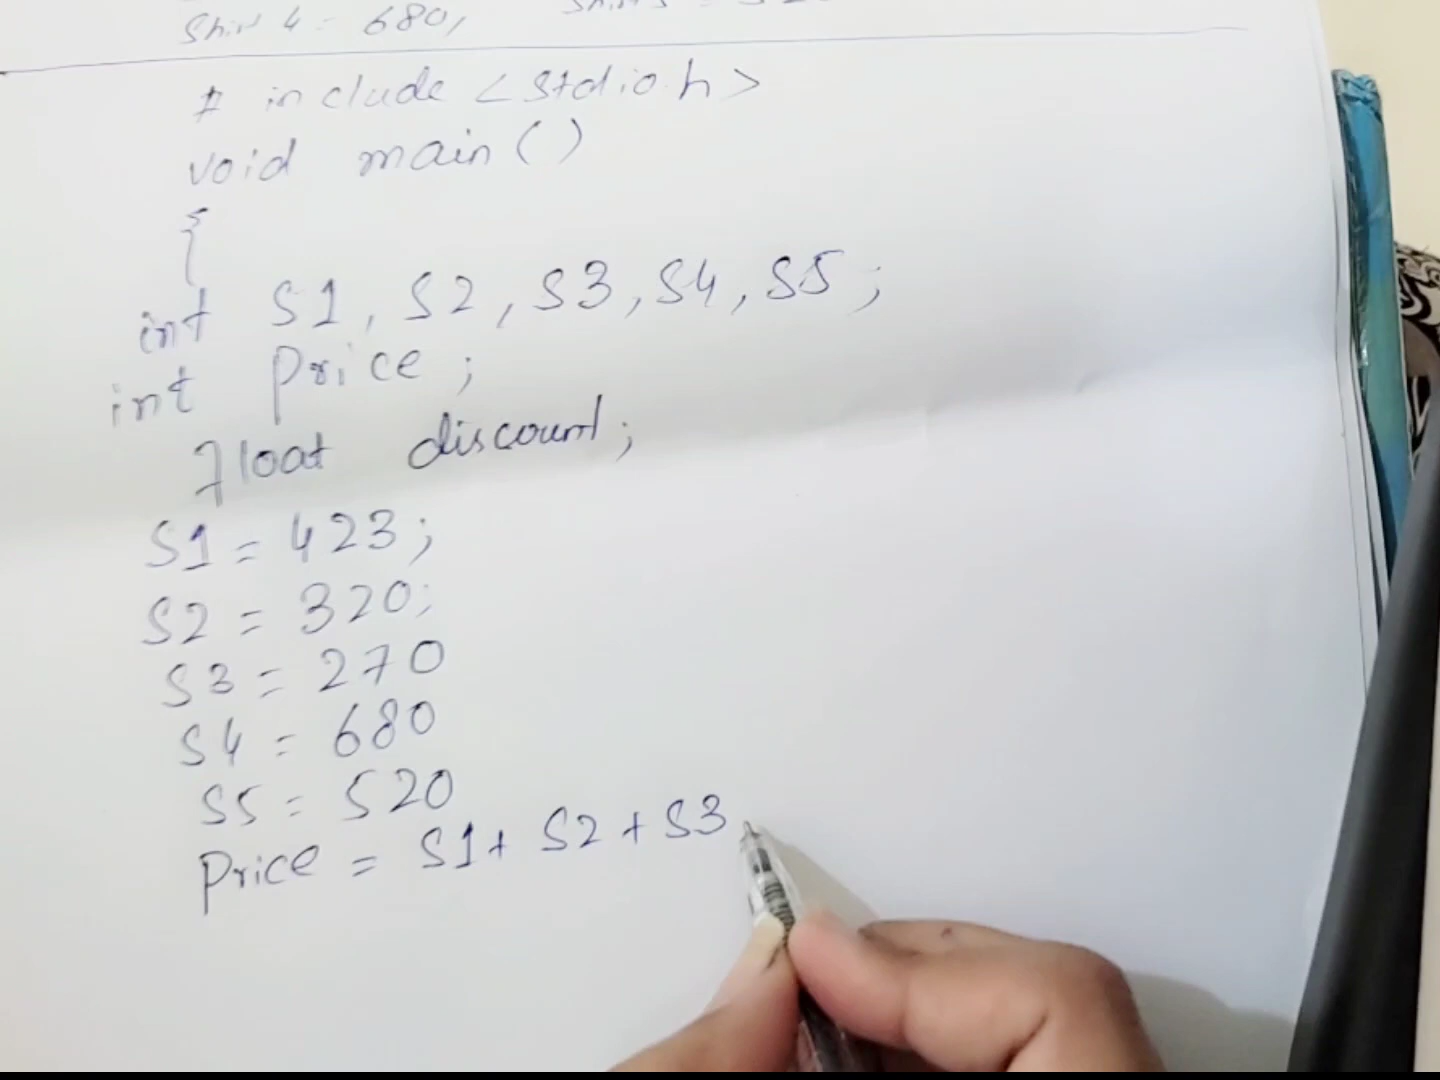 Shirt 4 = 680,
# include <stdio.h>
void main()
{
int S1, S2, S3, S4, S5;
int Price;
float discount;
S1 = 423;
S2 = 320;
S3 = 270
S4 = 680
S5 = 520
Price = S1+ S2 + S3